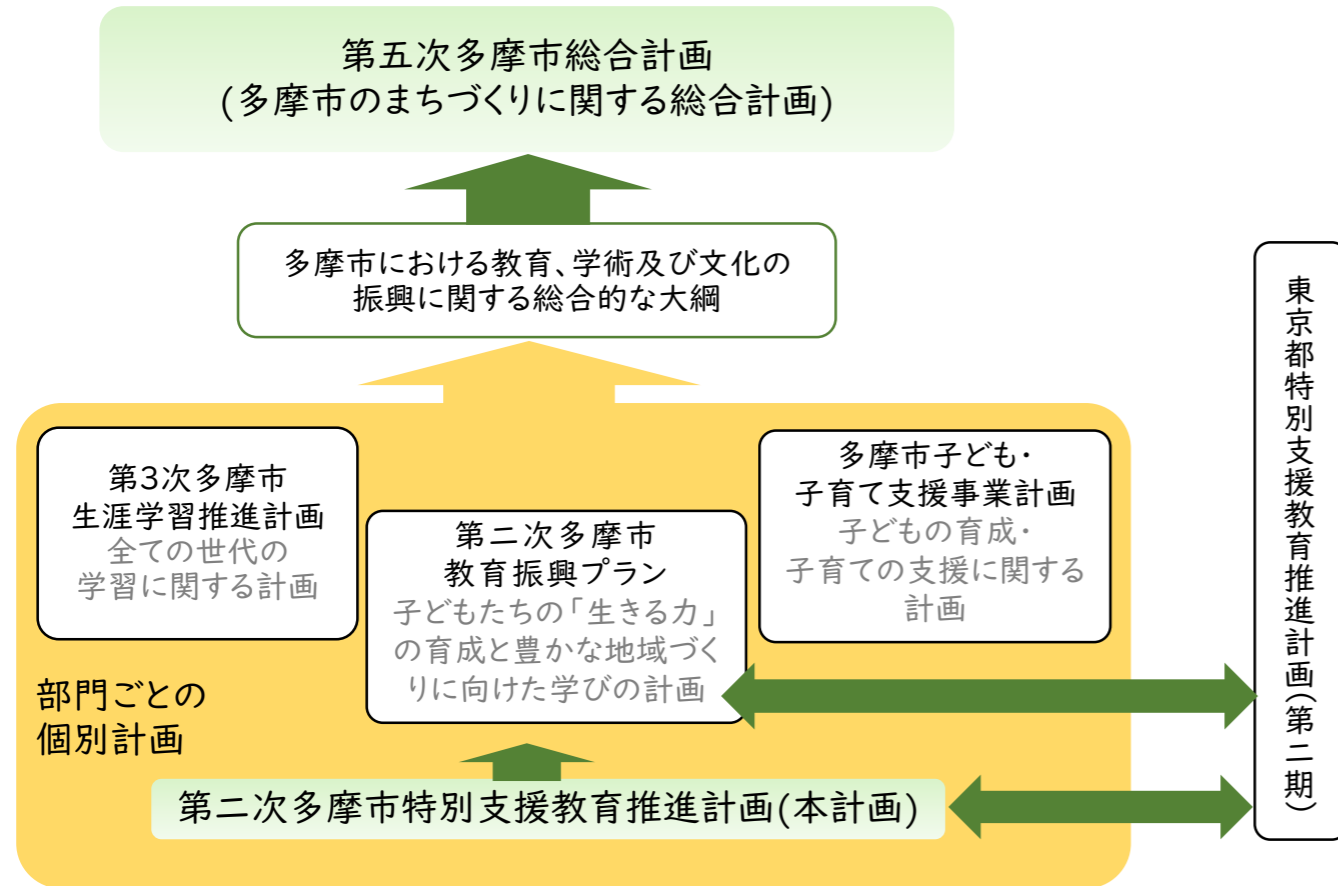 第五次多摩市総合計画
(多摩市のまちづくりに関する総合計画)
多摩市における教育、学術及び文化の
振興に関する総合的な大綱
第3次多摩市
生涯学習推進計画
全ての世代の
学習に関する計画
第二次多摩市
教育振興プラン
子どもたちの「生きる力」
の育成と豊かな地域づく
りに向けた学びの計画
多摩市子ども・
子育て支援事業計画
子どもの育成・
子育ての支援に関する
計画
部門ごとの
個別計画
第二次多摩市特別支援教育推進計画(本計画)
東京都特別支援教育推進計画(第二期)